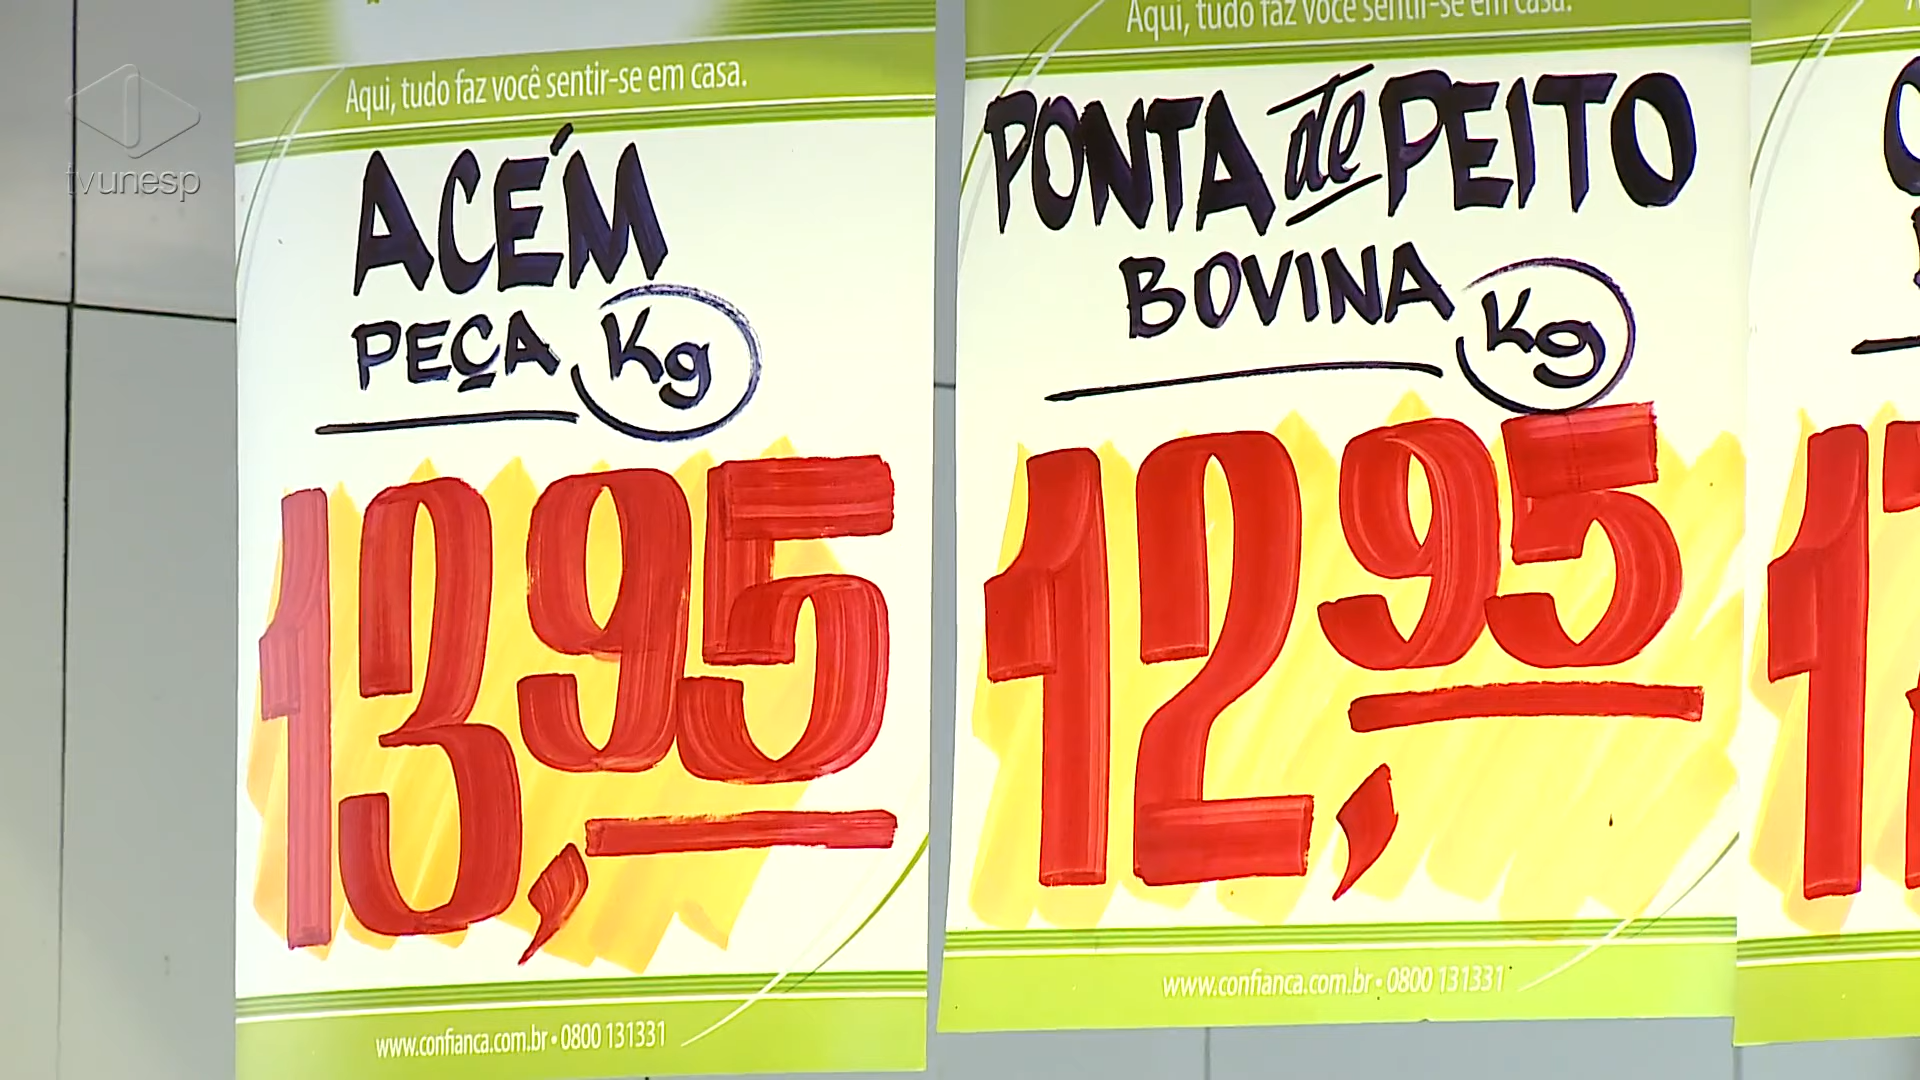 tvunesp
Aqui, tudo faz você sentir-se em casa.
ACÉM
PEÇA Kg
13,95
www.confianca.com.br • 0800 131331
Aqui, tudo faz você sentir-se em casa.
PONTA de PEITO
BOVINA Kg
12,95
www.confianca.com.br • 0800 131331